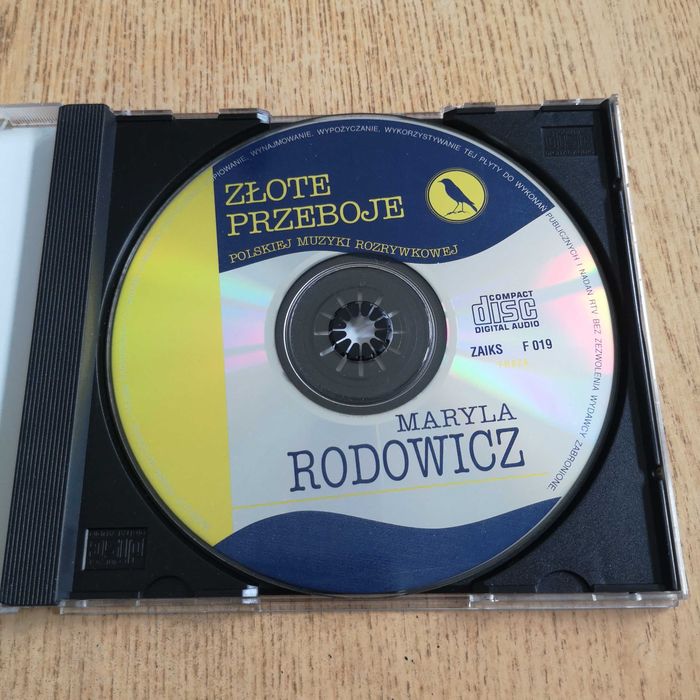 PIOWANIE, WYNAJMOWANIE, WYPOŻYCZANIE, WYKORZYSTYWANIE TEJ PŁYTY DO WYKONAŃ PUBLICZNYCH I NADAŃ RTV BEZ ZEZWOLENIA WYDAWCY ZABRONIONE
ZŁOTE
PRZEBOJE
POLSKIEJ MUZYKI ROZRYWKOWEJ
COMPACT
disc
DIGITAL AUDIO
ZAIKS F 019
MARYLA
RODOWICZ